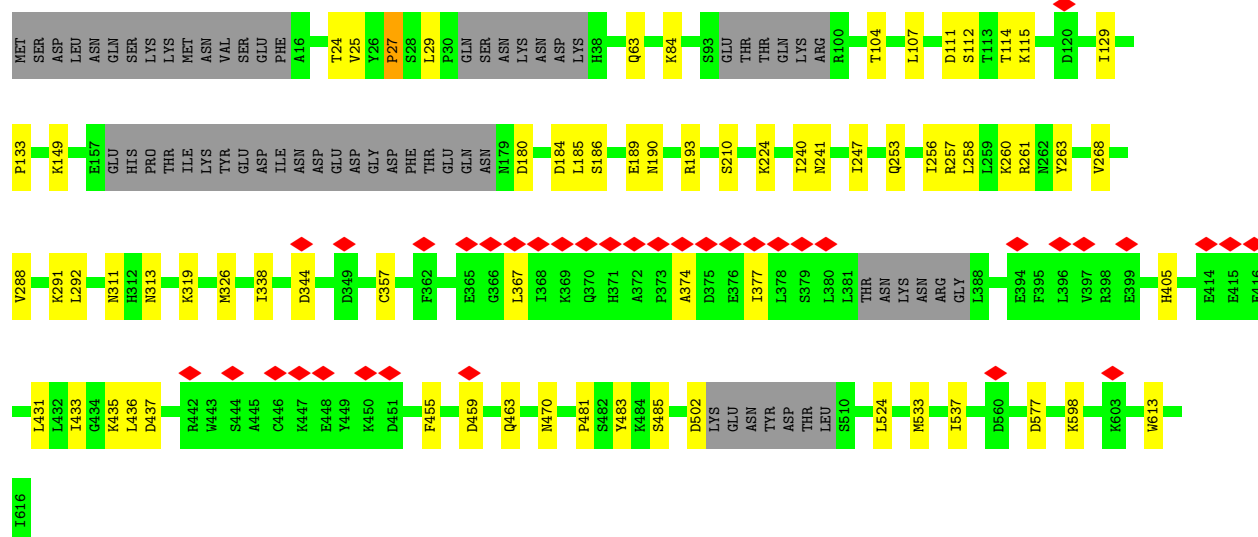 MET SER ASP LEU ASN GLN SER LYS LYS MET ASN VAL SER GLU PHE A16 T24 V25 Y26 P27 S28 L29 P30 GLN SER ASN LYS ASN ASP LYS H38 Q63 K84 S93 GLU THR THR GLN LYS ARG R100 T104 L107 D111 S112 T113 T114 K115 D120 I129
P133 K149 E157 GLU HIS PRO THR ILE LYS TYR GLU ASP ILE ASN ASP GLU ASP GLY ASP PHE THR GLU GLN ASN N179 D180 D184 L185 S186 E189 N190 R193 S210 K224 I240 N241 I247 Q253 I256 R257 L258 L259 K260 R261 N262 Y263 V268
V288 K291 L292 N311 H312 N313 K319 M326 I338 D344 D349 C357 F362 E365 G366 L367 I368 K369 Q370 H371 A372 P373 A374 D375 E376 I377 L378 S379 L380 L381 THR ASN LYS ASN ARG GLY L388 E394 F395 L396 V397 R398 E399 H405 E414 E415 E416
L431 L432 I433 G434 K435 L436 D437 R442 W443 S444 A445 C446 K447 E448 Y449 K450 D451 F455 D459 Q463 N470 P481 S482 Y483 K484 S485 D502 LYS GLU ASN TYR ASP THR LEU S510 L524 M533 I537 D560 D577 K598 K603 W613
I616